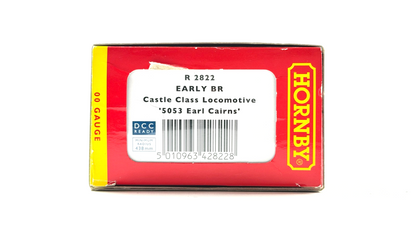 00 GAUGE
R 2822
EARLY BR
Castle Class Locomotive
'5053 Earl Cairns'
DCC
READY
5 010963 428228
HORNBY